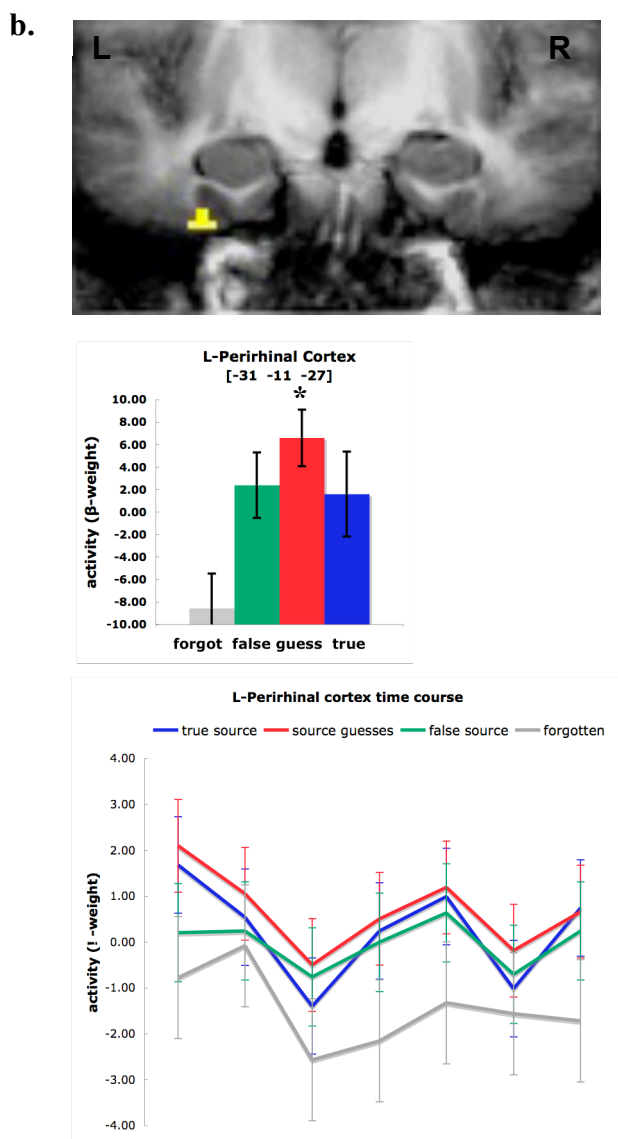 b.
L R
L-Perirhinal Cortex
[-31 -11 -27]
*
10.00
8.00
6.00
4.00
2.00
0.00
-2.00
-4.00
-6.00
-8.00
-10.00
activity (β-weight)
forgot false guess true
L-Perirhinal cortex time course
true source source guesses false source forgotten
4.00
3.00
2.00
1.00
0.00
-1.00
-2.00
-3.00
-4.00
activity (! -weight)